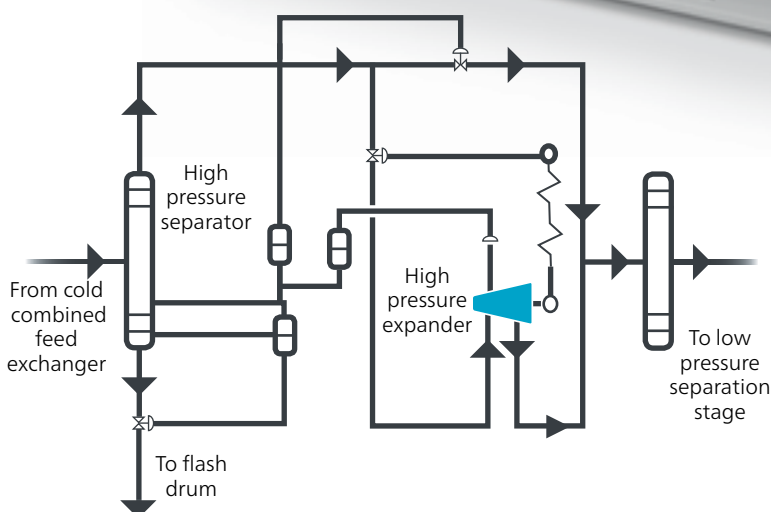 High
pressure
separator
From cold
combined
feed
exchanger
High
pressure
expander
To low
pressure
separation
stage
To flash
drum